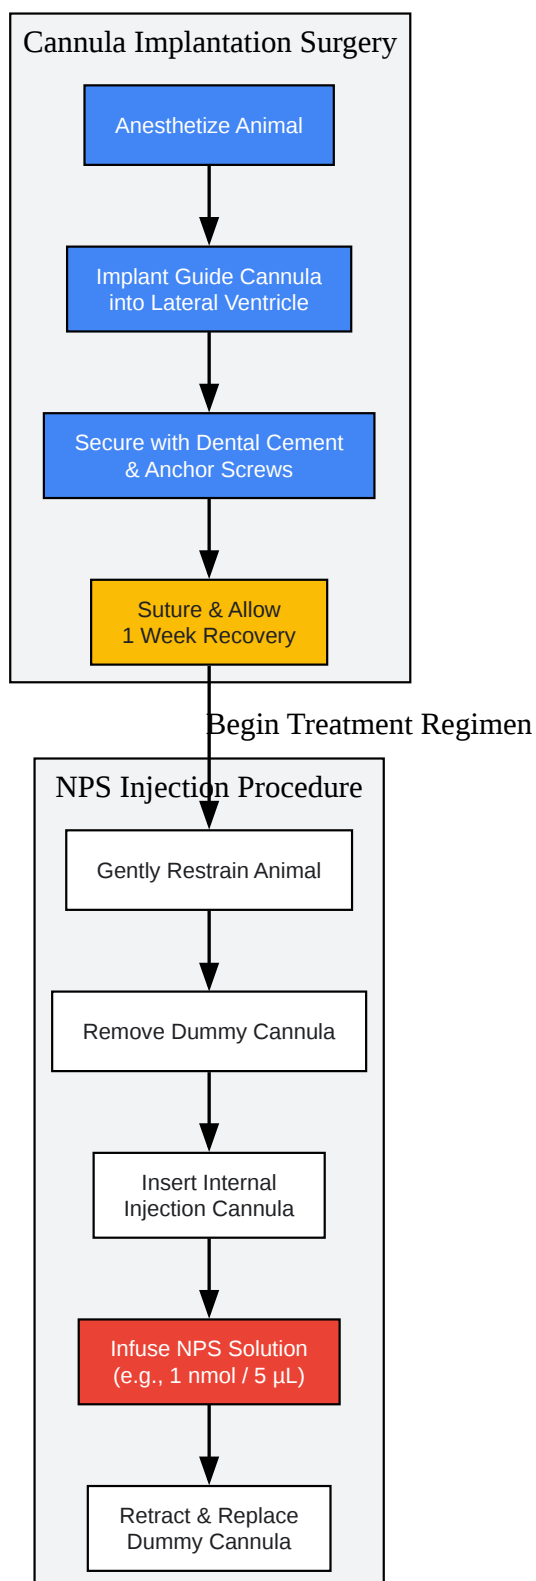 Cannula Implantation Surgery
Anesthetize Animal
Implant Guide Cannula
into Lateral Ventricle
Secure with Dental Cement
& Anchor Screws
Suture & Allow
1 Week Recovery
Begin Treatment Regimen
NPS Injection Procedure
Gently Restrain Animal
Remove Dummy Cannula
Insert Internal
Injection Cannula
Infuse NPS Solution
(e.g., 1 nmol / 5 µL)
Retract & Replace
Dummy Cannula